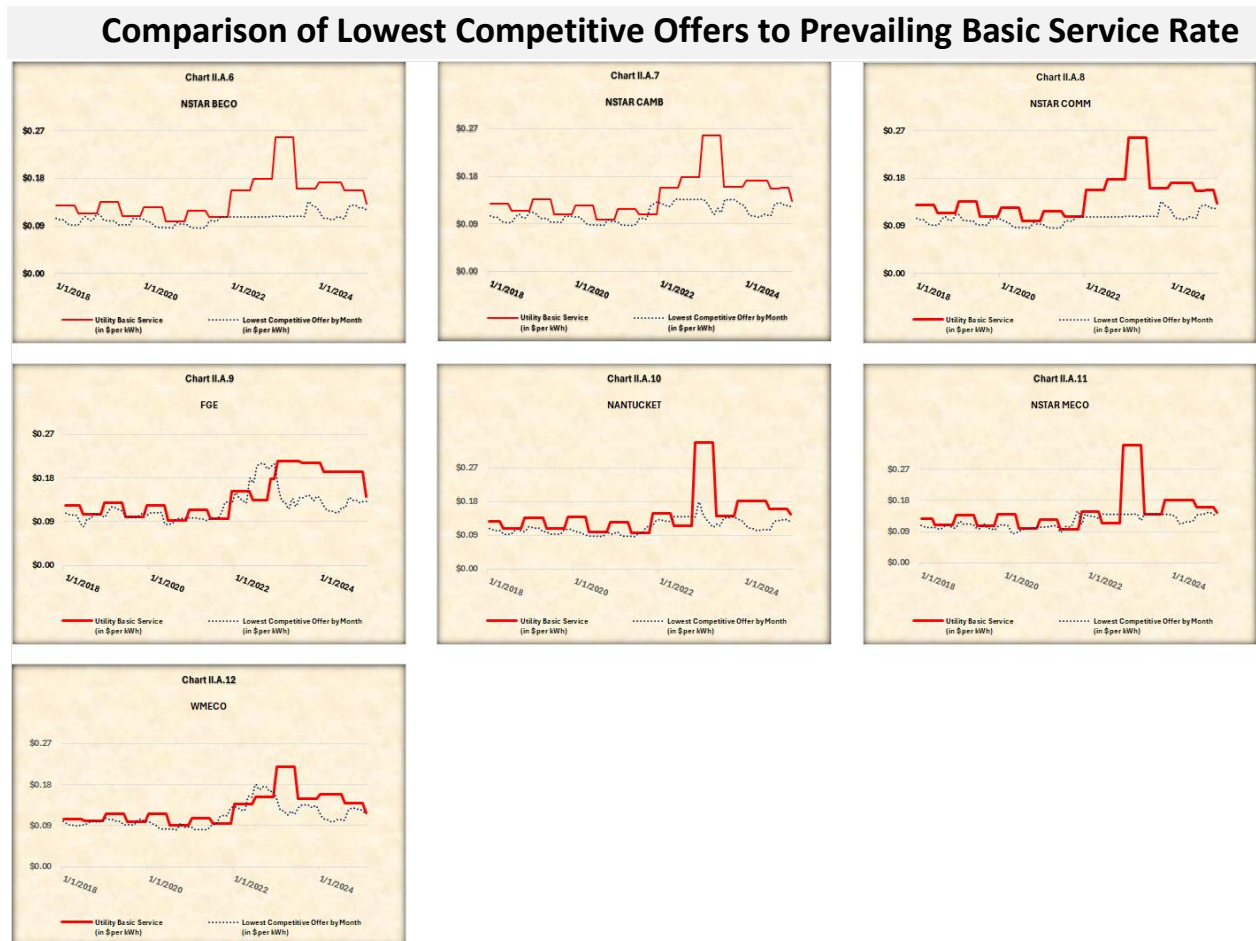 Comparison of Lowest Competitive Offers to Prevailing Basic Service Rate
Chart II.A.6
NSTAR BECO
$0.27
$0.18
$0.09
$0.00
1/1/2018
1/1/2020
1/1/2022
1/1/2024
Utility Basic Service
(in $per kWh)
Lowest Competitive Offer by Month
(in $ per kWh)
Chart II.A.7
NSTAR CAMB
$0.27
$0.18
$0.09
$0.00
1/1/2018
1/1/2020
1/1/2022
1/1/2024
Utility Basic Service
(in $per kWh)
Lowest Competitive Offer by Month
(in $ per kWh)
Chart II.A.8
NSTAR COMM
$0.27
$0.18
$0.09
$0.00
1/1/2018
1/1/2020
1/1/2022
1/1/2024
Utility Basic Service
(in $per kWh)
Lowest Competitive Offer by Month
(in $ per kWh)
Chart II.A.9
FGE
$0.27
$0.18
$0.09
$0.00
1/1/2018
1/1/2020
1/1/2022
1/1/2024
Utility Basic Service
(in $per kWh)
Lowest Competitive Offer by Month
(in $ per kWh)
Chart II.A.10
NANTUCKET
$0.27
$0.18
$0.09
$0.00
1/1/2018
1/1/2020
1/1/2022
1/1/2024
Utility Basic Service
(in $per kWh)
Lowest Competitive Offer by Month
(in $ per kWh)
Chart II.A.11
NSTAR MECO
$0.27
$0.18
$0.09
$0.00
1/1/2018
1/1/2020
1/1/2022
1/1/2024
Utility Basic Service
(in $per kWh)
Lowest Competitive Offer by Month
(in $ per kWh)
Chart II.A.12
WMECO
$0.27
$0.18
$0.09
$0.00
1/1/2018
1/1/2020
1/1/2022
1/1/2024
Utility Basic Service
(in $per kWh)
Lowest Competitive Offer by Month
(in $ per kWh)